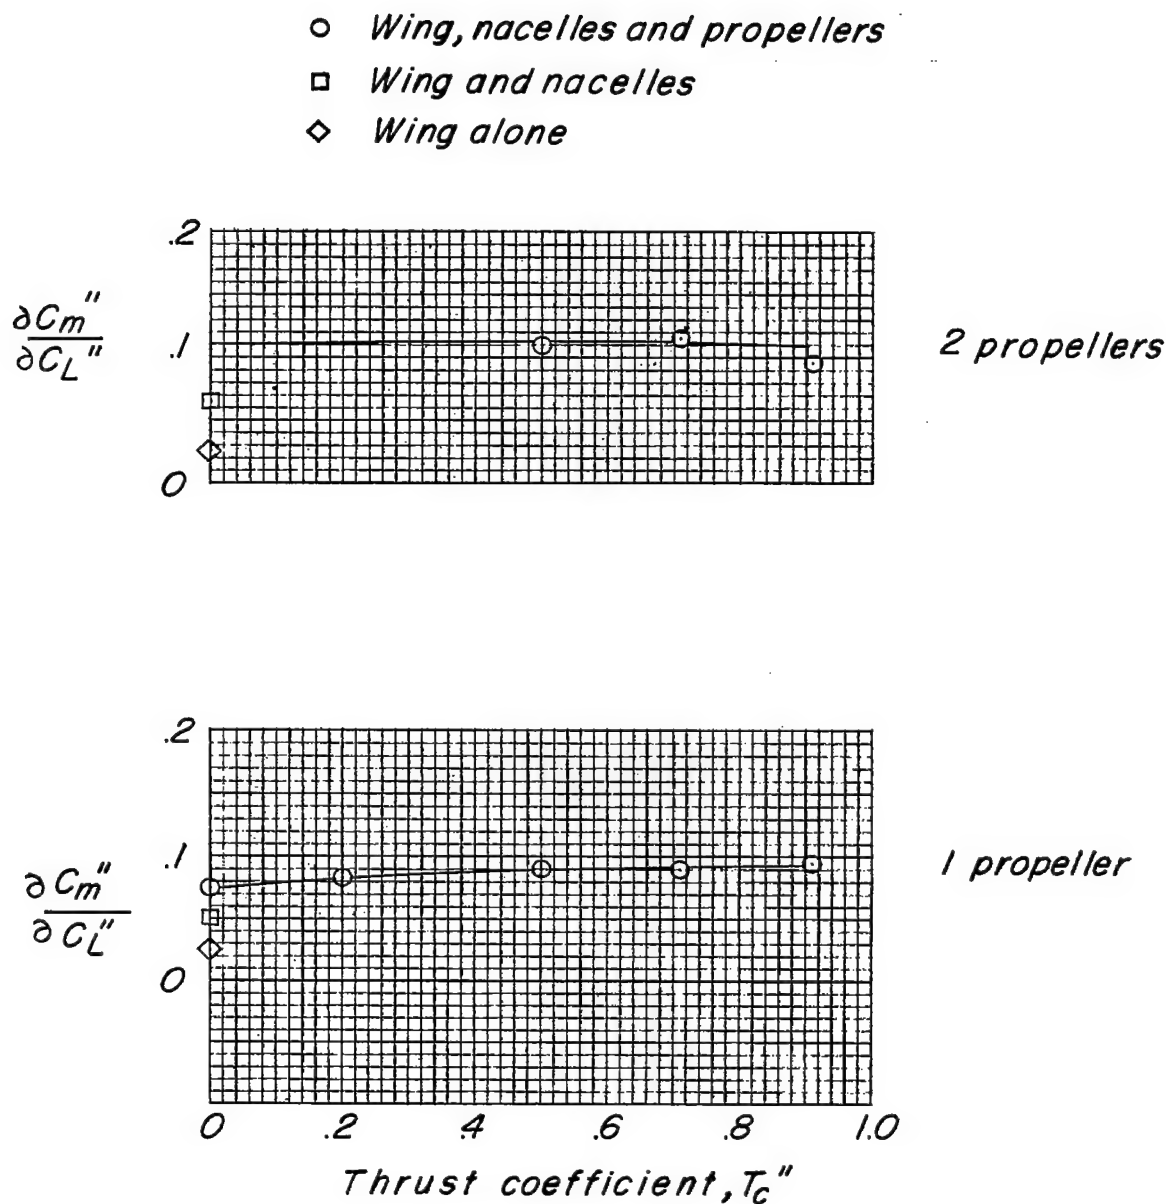 Wing, nacelles and propellers
Wing and nacelles
Wing alone
.2
∂Cm''
∂CL''
.1
0
2 propellers
.2
∂Cm''
∂CL''
.1
0
1 propeller
0 .2 .4 .6 .8 1.0
Thrust coefficient, Tc''